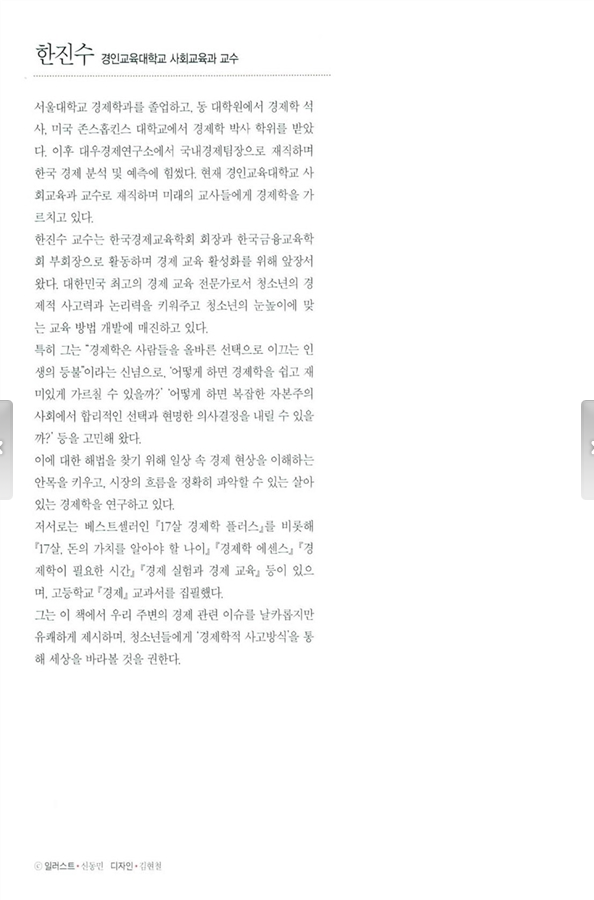 한진수 경인교육대학교 사회교육과 교수
서울대학교 경제학과를 졸업하고, 동 대학원에서 경제학 석
사, 미국 존스홉킨스 대학교에서 경제학 박사 학위를 받았
다. 이후 대우경제연구소에서 국내경제팀장으로 재직하며
한국 경제 분석 및 예측에 힘썼다. 현재 경인교육대학교 사
회교육과 교수로 재직하며 미래의 교사들에게 경제학을 가
르치고 있다.
한진수 교수는 한국경제교육학회 회장과 한국금융교육학
회 부회장으로 활동하며 경제 교육 활성화를 위해 앞장서
왔다. 대한민국 최고의 경제 교육 전문가로서 청소년의 경
제적 사고력과 논리력을 키워주고 청소년의 눈높이에 맞
는 교육 방법 개발에 매진하고 있다.
특히 그는 “경제학은 사람들을 올바른 선택으로 이끄는 인
생의 등불”이라는 신념으로, ‘어떻게 하면 경제학을 쉽고 재
미있게 가르칠 수 있을까?’ ‘어떻게 하면 복잡한 자본주의
사회에서 합리적인 선택과 현명한 의사결정을 내릴 수 있을
까?’ 등을 고민해 왔다.
이에 대한 해법을 찾기 위해 일상 속 경제 현상을 이해하는
안목을 키우고, 시장의 흐름을 정확히 파악할 수 있는 살아
있는 경제학을 연구하고 있다.
저서로는 베스트셀러인 『17살 경제학 플러스』를 비롯해
『17살, 돈의 가치를 알아야 할 나이』 『경제학 에센스』 『경
제학이 필요한 시간』 『경제 실험과 경제 교육』 등이 있으
며, 고등학교 『경제』 교과서를 집필했다.
그는 이 책에서 우리 주변의 경제 관련 이슈를 날카롭지만
유쾌하게 제시하며, 청소년들에게 ‘경제학적 사고방식’을 통
해 세상을 바라볼 것을 권한다.
ⓒ 일러스트 • 신동민 디자인 • 김현철